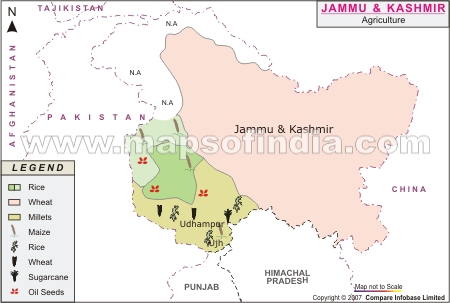 N
TAJIKISTAN
JAMMU & KASHMIR
Agriculture
AFGHANISTAN
N.A
N.A
N.A
PAKISTAN
Jammu & Kashmir
www.mapsofindia.com
CHINA
LEGEND
Rice
Wheat
Millets
Maize
Rice
Wheat
Sugarcane
Oil Seeds
Udhampur
Ujh
PUNJAB
HIMACHAL
PRADESH
Map not to Scale
Copyright © 2007 Compare Infobase Limited